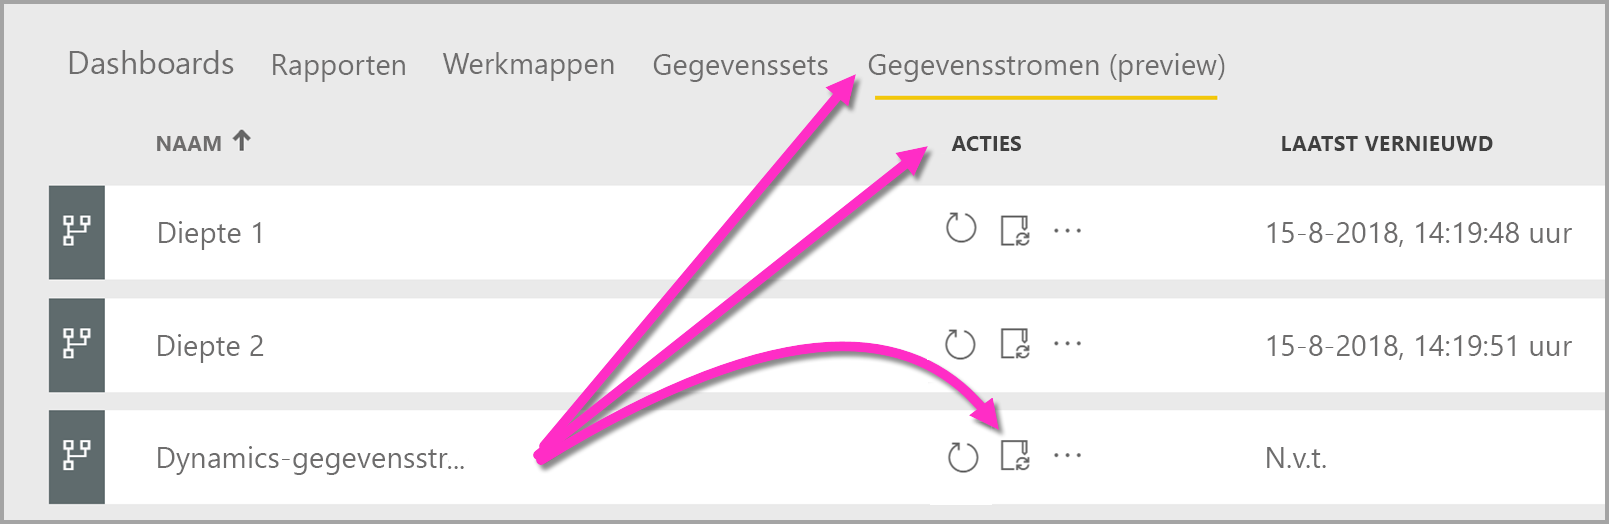 Dashboards Rapporten Werkmappen Gegevenssets Gegevensstromen (preview)
NAAM ACTIES LAATST VERNIEUWD
Diepte 1 15-8-2018, 14:19:48 uur
Diepte 2 15-8-2018, 14:19:51 uur
Dynamics-gegevensstr... N.v.t.